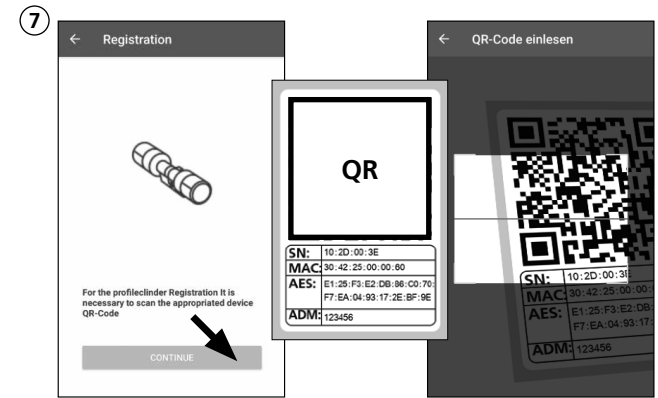 7
Registration
For the profileclinder Registration It is
necessary to scan the appropriated device
QR-Code
CONTINUE
QR
SN: 10:2D:00:3E
MAC: 30:42:25:00:00:60
AES: E1:25:F3:E2:DB:86:C0:70:
F7:EA:04:93:17:2E:BF:9E
ADM: 123456
QR-Code einlesen
SN: 10:2D:00:3E
MAC: 30:42:25:00:00:
AES: E1:25:F3:E2:DB:
F7:EA:04:93:17:
ADM: 123456